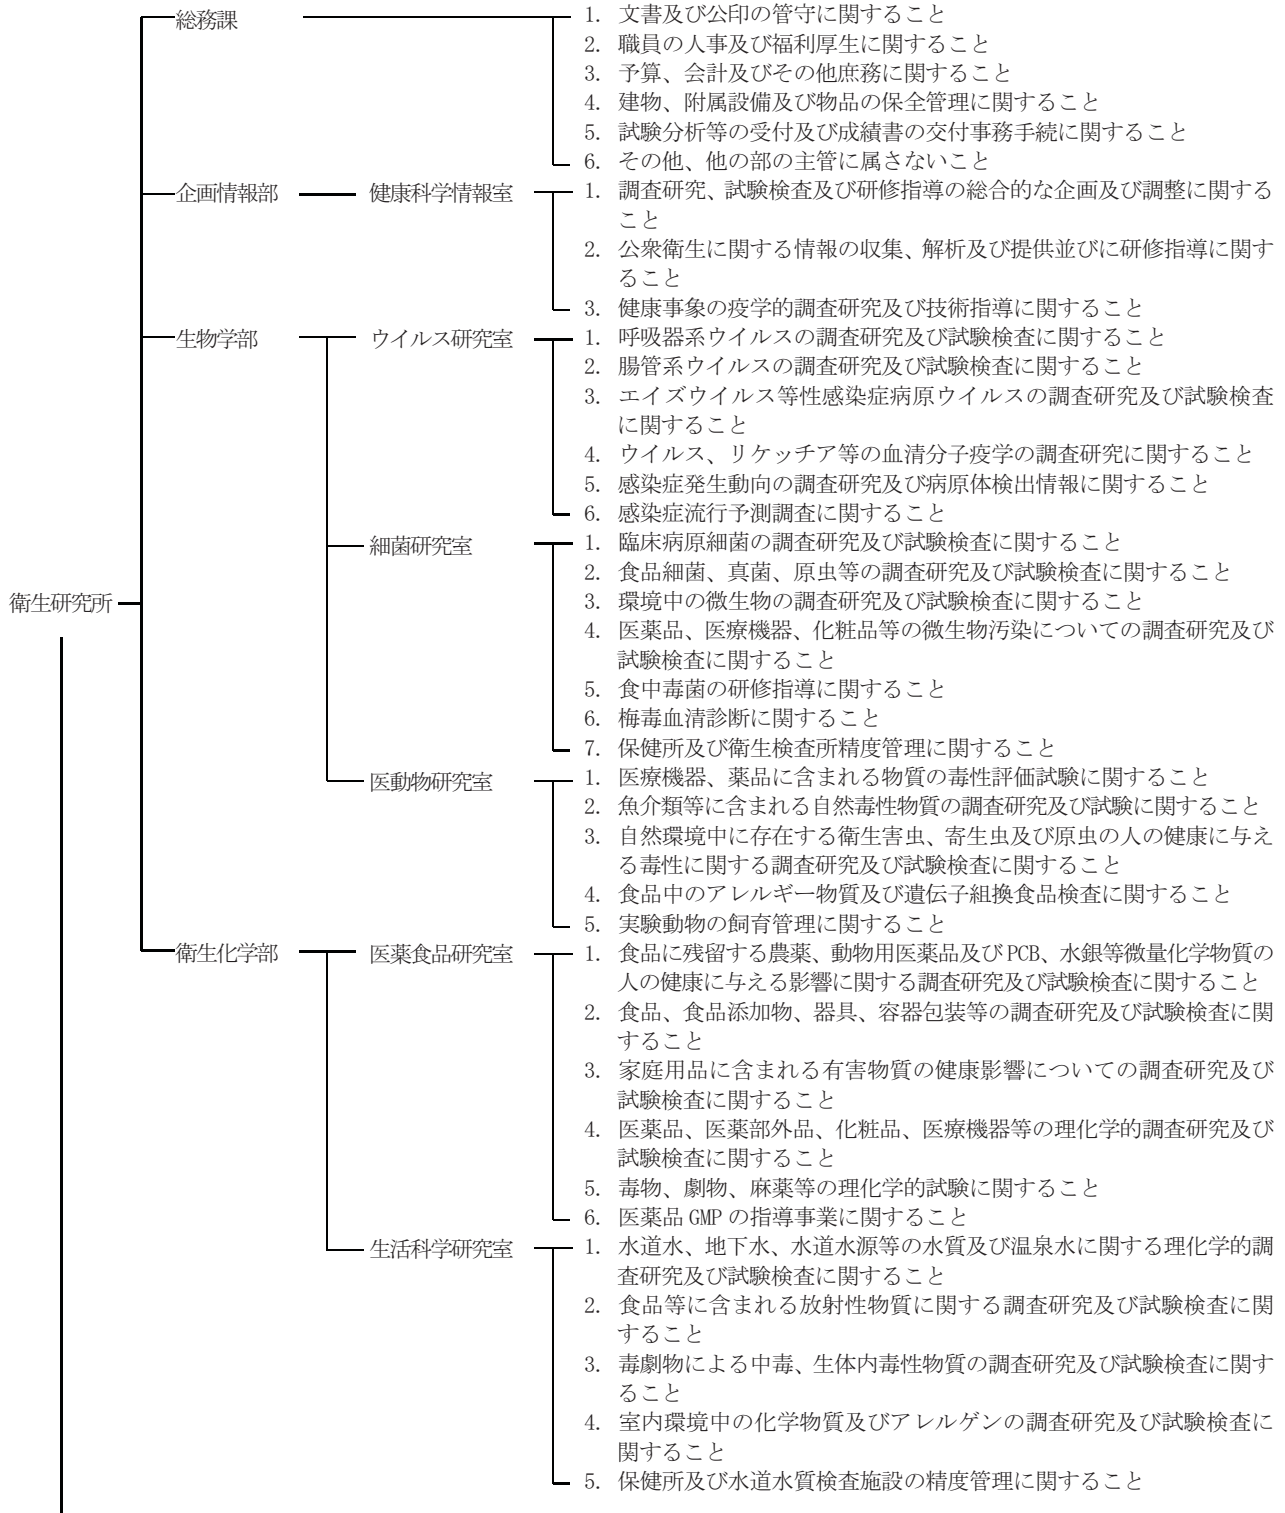 総務課
1. 文書及び公印の管守に関すること
2. 職員の人事及び福利厚生に関すること
3. 予算、会計及びその他庶務に関すること
4. 建物、附属設備及び物品の保全管理に関すること
5. 試験分析等の受付及び成績書の交付事務手続に関すること
6. その他、他の部の主管に属さないこと
企画情報部
健康科学情報室
1. 調査研究、試験検査及び研修指導の総合的な企画及び調整に関する
こと
2. 公衆衛生に関する情報の収集、解析及び提供並びに研修指導に関す
ること
3. 健康事象の疫学的調査研究及び技術指導に関すること
生物学部
ウイルス研究室
1. 呼吸器系ウイルスの調査研究及び試験検査に関すること
2. 腸管系ウイルスの調査研究及び試験検査に関すること
3. エイズウイルス等性感染症病原ウイルスの調査研究及び試験検査
に関すること
4. ウイルス、リケッチア等の血清分子疫学の調査研究に関すること
5. 感染症発生動向の調査研究及び病原体検出情報に関すること
6. 感染症流行予測調査に関すること
細菌研究室
1. 臨床病原細菌の調査研究及び試験検査に関すること
2. 食品細菌、真菌、原虫等の調査研究及び試験検査に関すること
衛生研究所
3. 環境中の微生物の調査研究及び試験検査に関すること
4. 医薬品、医療機器、化粧品等の微生物汚染についての調査研究及び
試験検査に関すること
5. 食中毒菌の研修指導に関すること
6. 梅毒血清診断に関すること
7. 保健所及び衛生検査所精度管理に関すること
医動物研究室
1. 医療機器、薬品に含まれる物質の毒性評価試験に関すること
2. 魚介類等に含まれる自然毒性物質の調査研究及び試験に関すること
3. 自然環境中に存在する衛生害虫、寄生虫及び原虫の人の健康に与え
る毒性に関する調査研究及び試験検査に関すること
4. 食品中のアレルギー物質及び遺伝子組換食品検査に関すること
5. 実験動物の飼育管理に関すること
衛生化学部
医薬食品研究室
1. 食品に残留する農薬、動物用医薬品及びPCB、水銀等微量化学物質の
人の健康に与える影響に関する調査研究及び試験検査に関すること
2. 食品、食品添加物、器具、容器包装等の調査研究及び試験検査に関
すること
3. 家庭用品に含まれる有害物質の健康影響についての調査研究及び
試験検査に関すること
4. 医薬品、医薬部外品、化粧品、医療機器等の理化学的調査研究及び
試験検査に関すること
5. 毒物、劇物、麻薬等の理化学的試験に関すること
6. 医薬品 GMP の指導事業に関すること
生活科学研究室
1. 水道水、地下水、水道水源等の水質及び温泉水に関する理化学的調
査研究及び試験検査に関すること
2. 食品等に含まれる放射性物質に関する調査研究及び試験検査に関
すること
3. 毒劇物による中毒、生体内毒性物質の調査研究及び試験検査に関す
ること
4. 室内環境中の化学物質及びアレルゲンの調査研究及び試験検査に
関すること
5. 保健所及び水道水質検査施設の精度管理に関すること